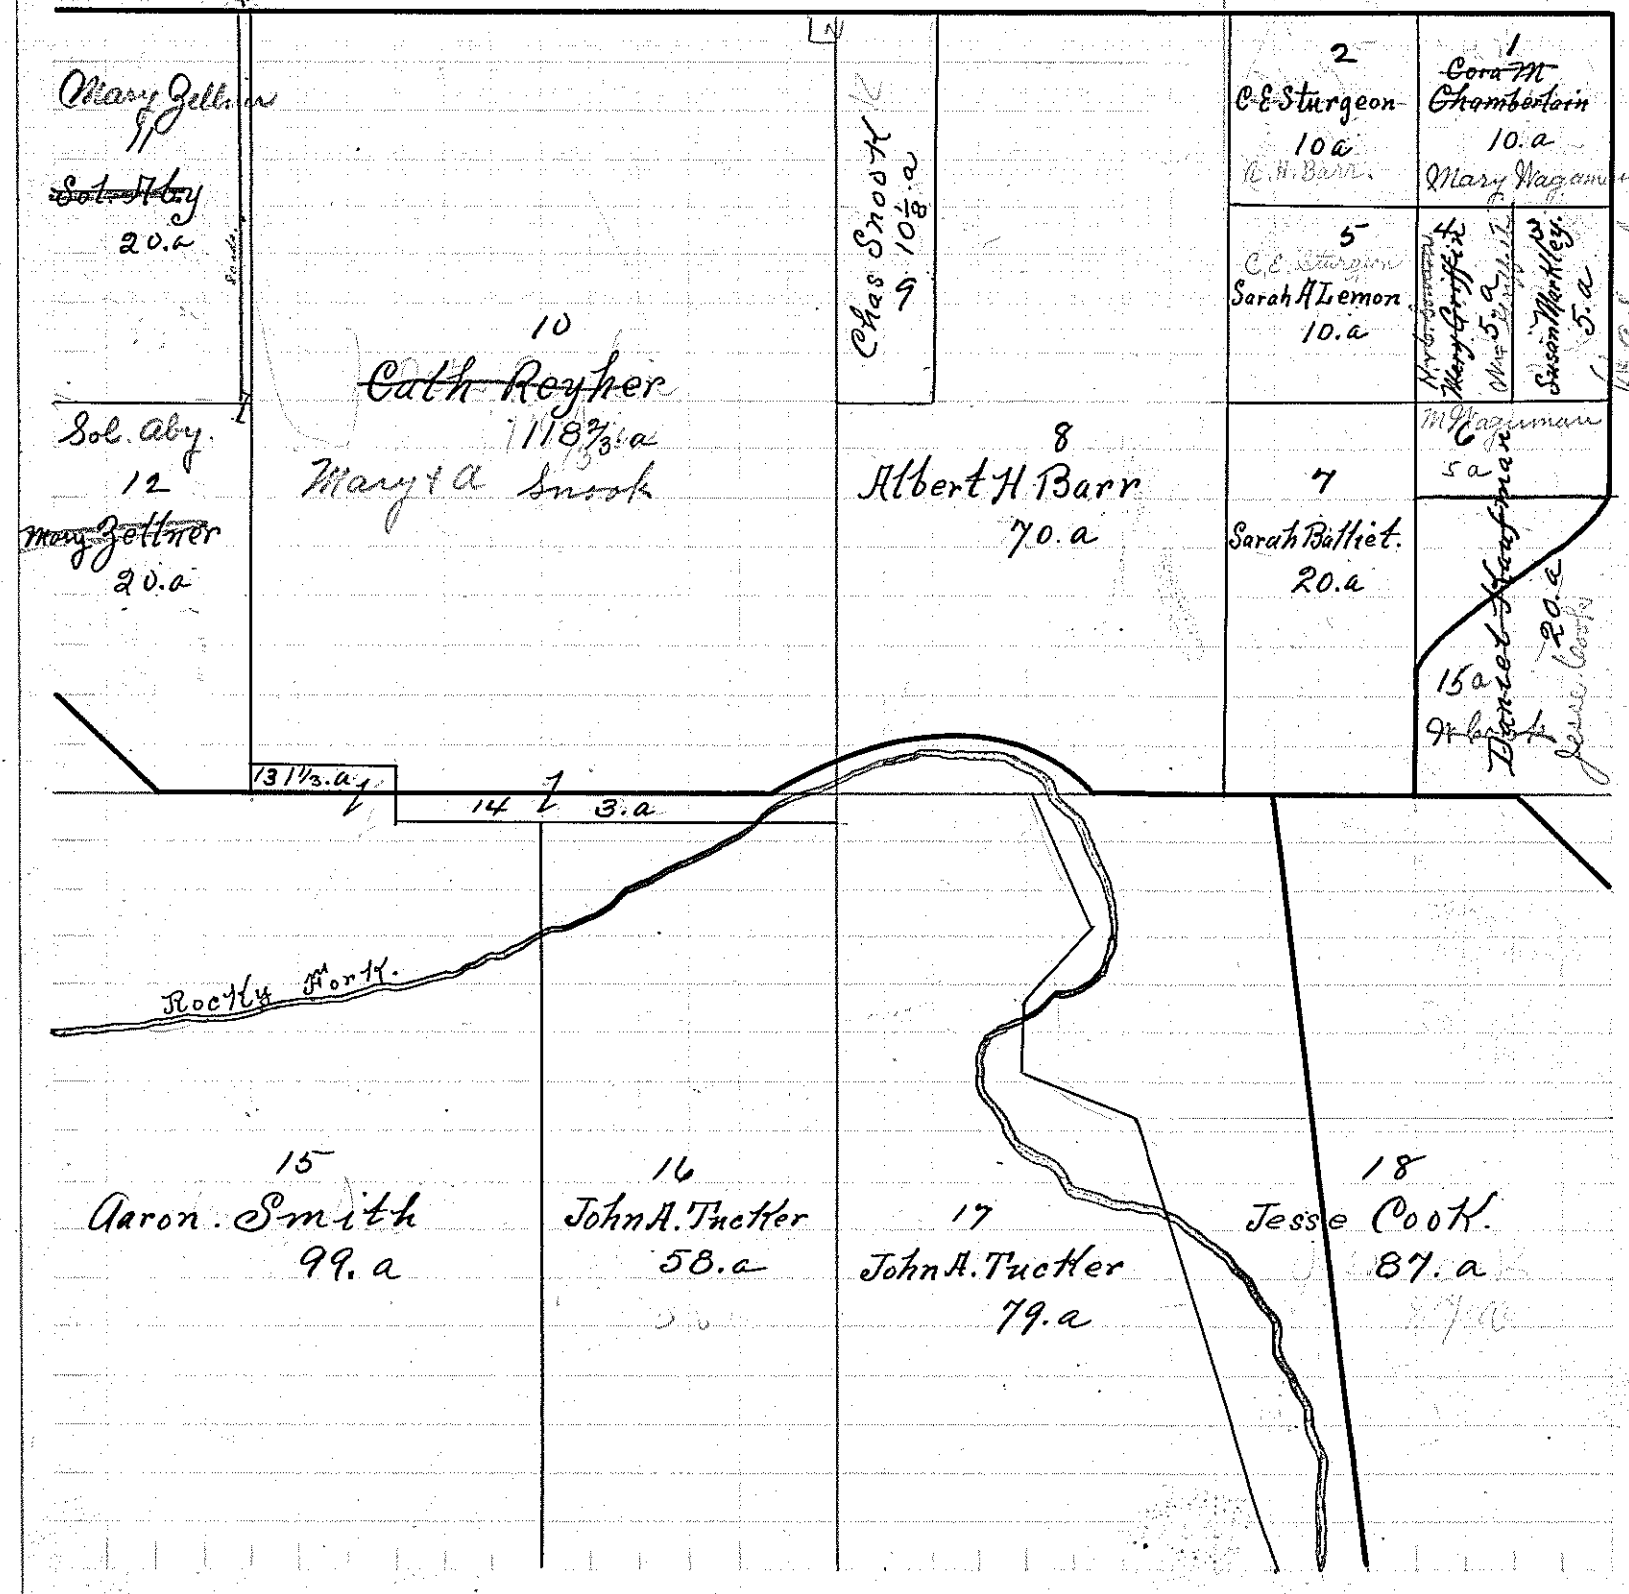 Mary Zellner
11
Sol. Aby
20.a
Sol. Aby.
12
Mary Zellner
20.a
10
Cath Reyher
118⅔.a
Mary & A Snook
Chas Snook
9 10⅛.a
8
Albert H Barr
70.a
2
C E Sturgeon
10a
A. H. Barr.
1
Cora M
Chamberlain
10.a
Mary Wagaman
5
C.E. Sturgeon
Sarah A Lemon.
10.a
4
Mary Griffin
5.a
3
Susan Markley.
5.a
M Wagaman
6
5a
7
Sarah Balliet.
20.a
Daniel Kaufman
20.a
Jesse Cook
15a
13 1⅓.a
14 3.a
Rocky Fork.
15
Aaron. Smith
99.a
16
John A. Tucker
58.a
17
John A. Tucker
79.a
18
Jesse Cook.
87.a